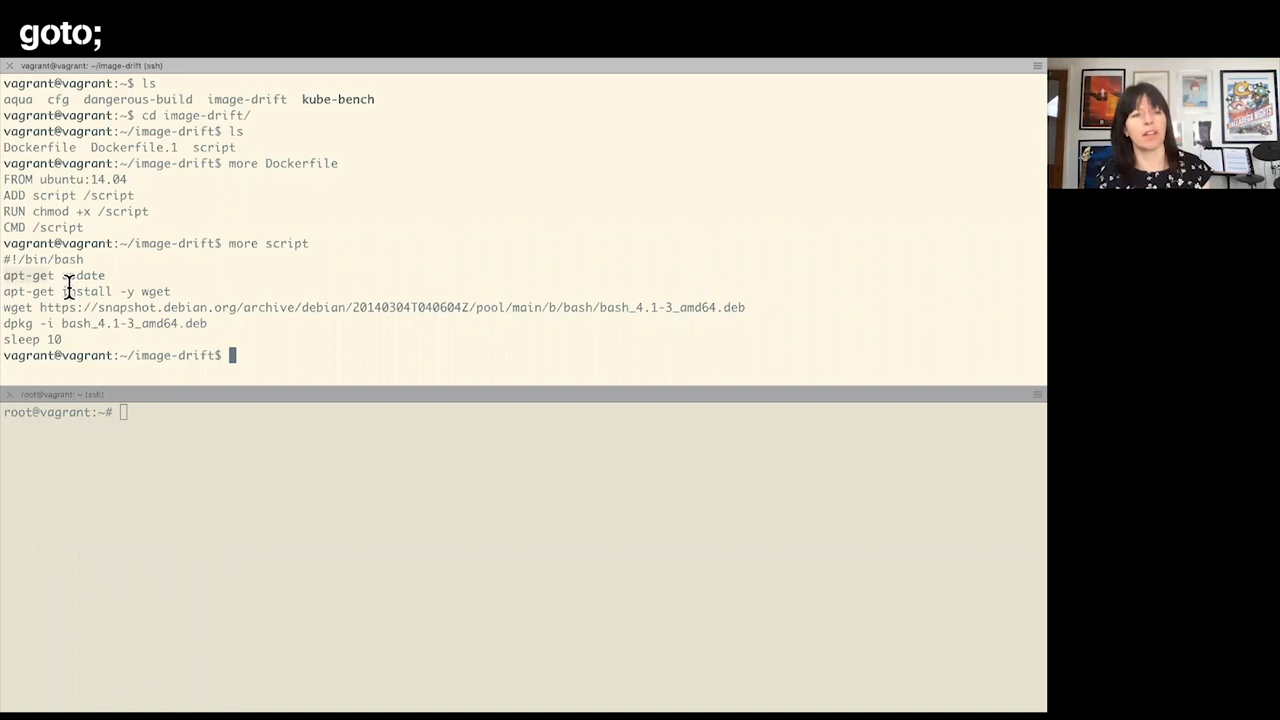 goto;
vagrant@vagrant: ~/image-drift (ssh)
vagrant@vagrant:~$ ls
aqua  cfg  dangerous-build  image-drift  kube-bench
vagrant@vagrant:~$ cd image-drift/
vagrant@vagrant:~/image-drift$ ls
Dockerfile  Dockerfile.1  script
vagrant@vagrant:~/image-drift$ more Dockerfile
FROM ubuntu:14.04
ADD script /script
RUN chmod +x /script
CMD /script
vagrant@vagrant:~/image-drift$ more script
#!/bin/bash
apt-get update
apt-get install -y wget
wget https://snapshot.debian.org/archive/debian/20140304T040604Z/pool/main/b/bash/bash_4.1-3_amd64.deb
dpkg -i bash_4.1-3_amd64.deb
sleep 10
vagrant@vagrant:~/image-drift$
root@vagrant: ~ (ssh)
root@vagrant:~#